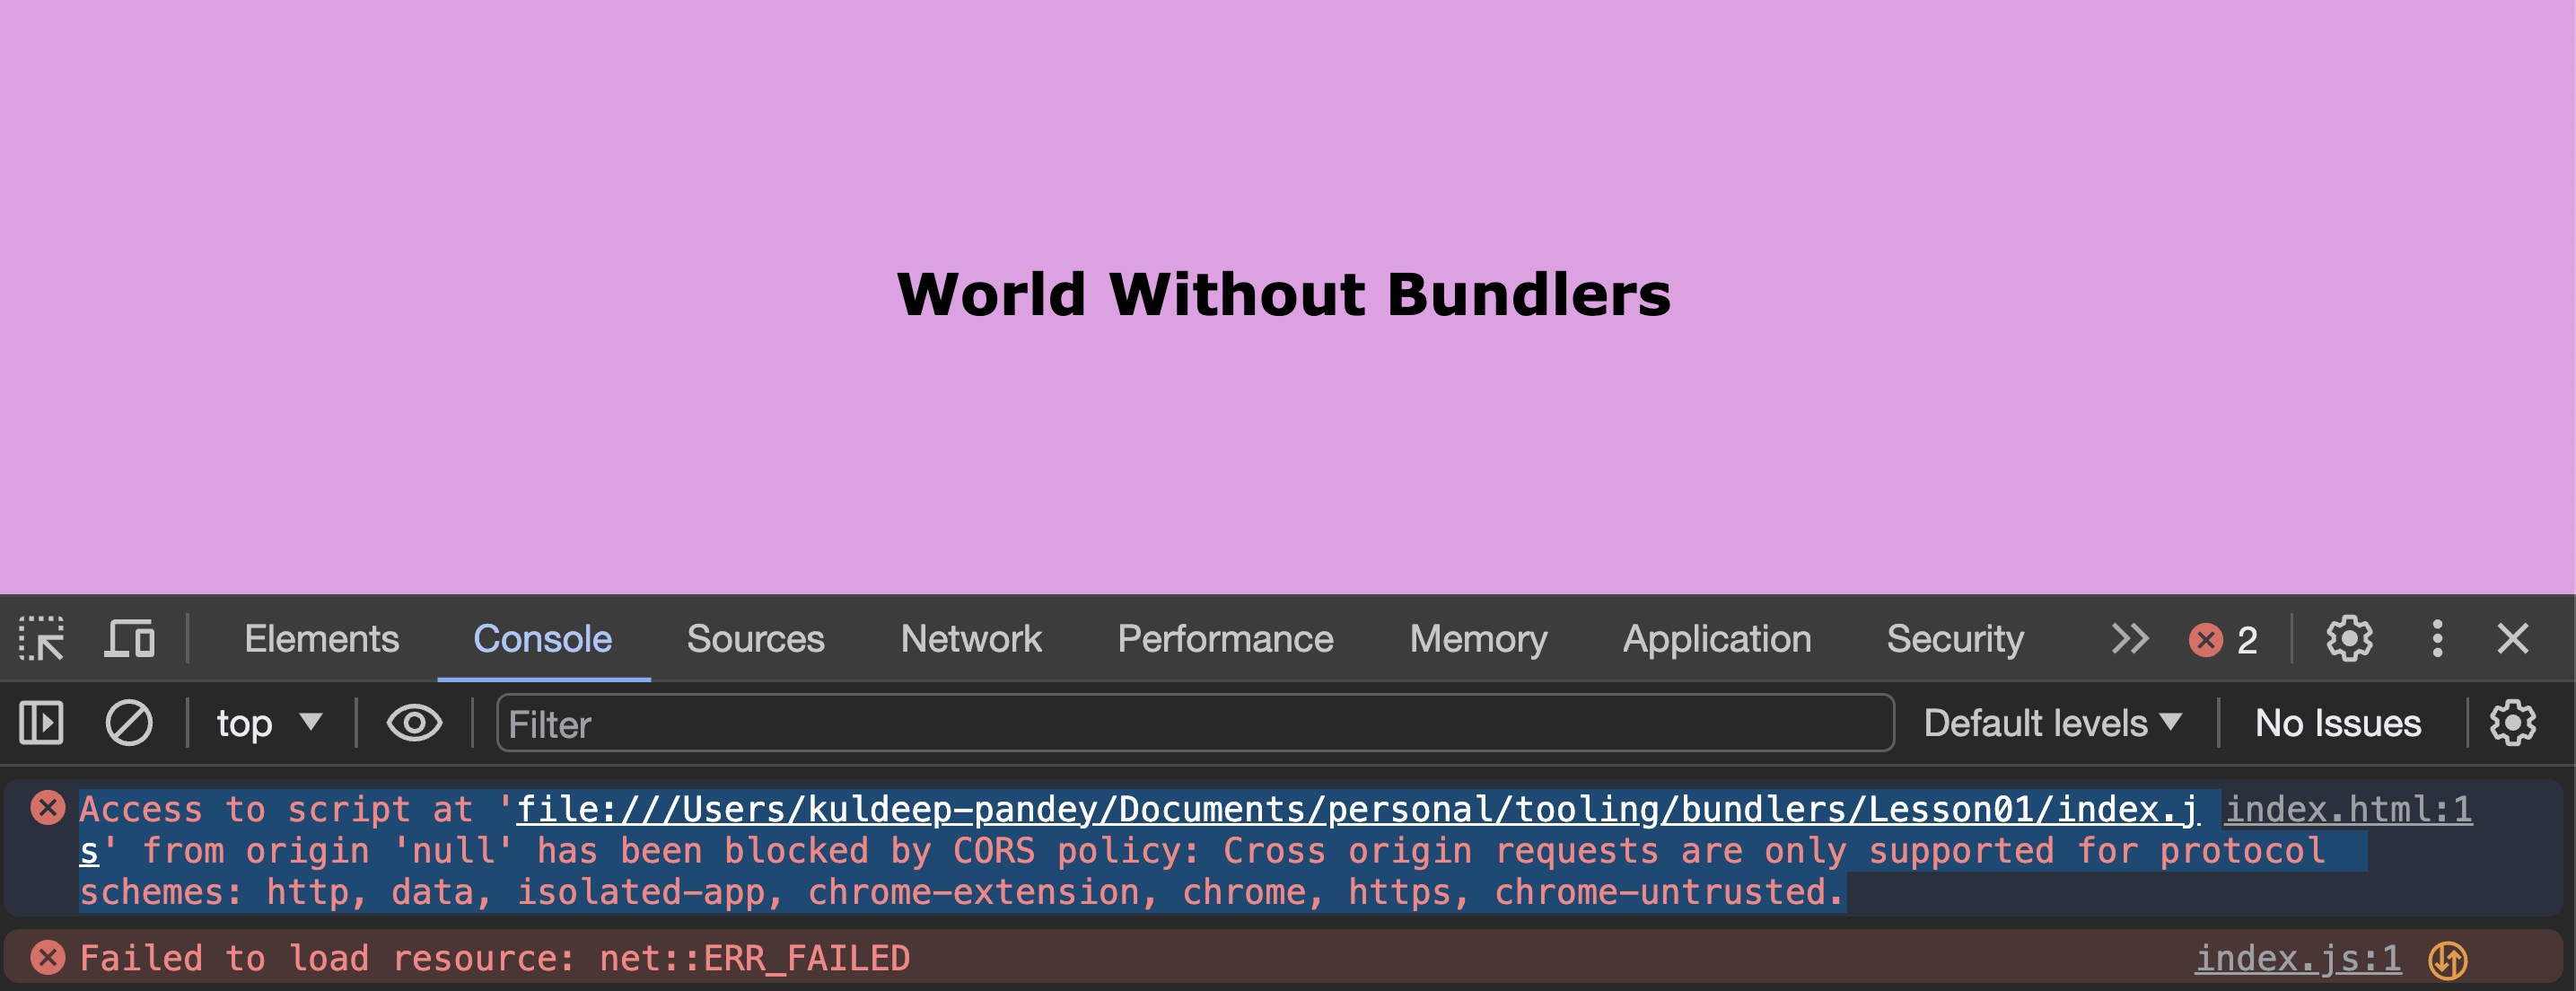 World Without Bundlers
Elements Console Sources Network Performance Memory Application Security 2
top Filter Default levels No Issues
Access to script at 'file:///Users/kuldeep-pandey/Documents/personal/tooling/bundlers/Lesson01/index.j index.html:1
s' from origin 'null' has been blocked by CORS policy: Cross origin requests are only supported for protocol
schemes: http, data, isolated-app, chrome-extension, chrome, https, chrome-untrusted.
Failed to load resource: net::ERR_FAILED index.js:1